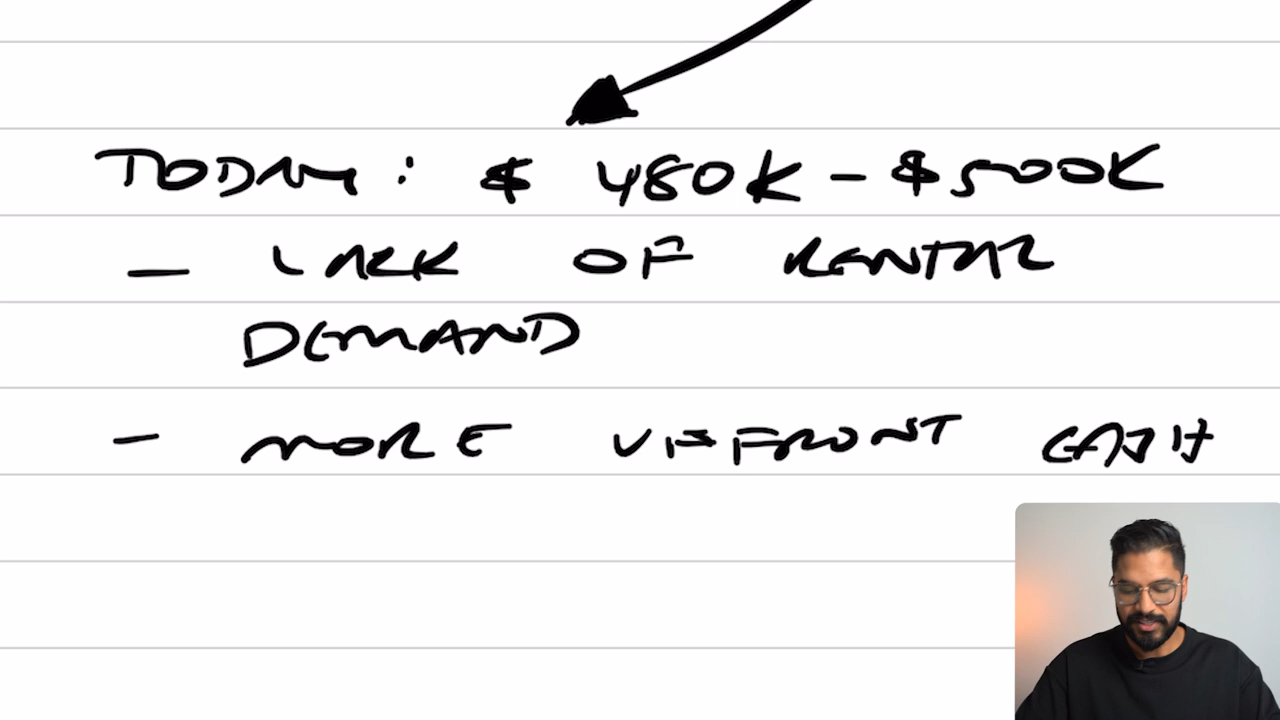 TODAY: $ 480K - $500K
- LACK OF RENTAL
DEMAND
- MORE UPFRONT CASH